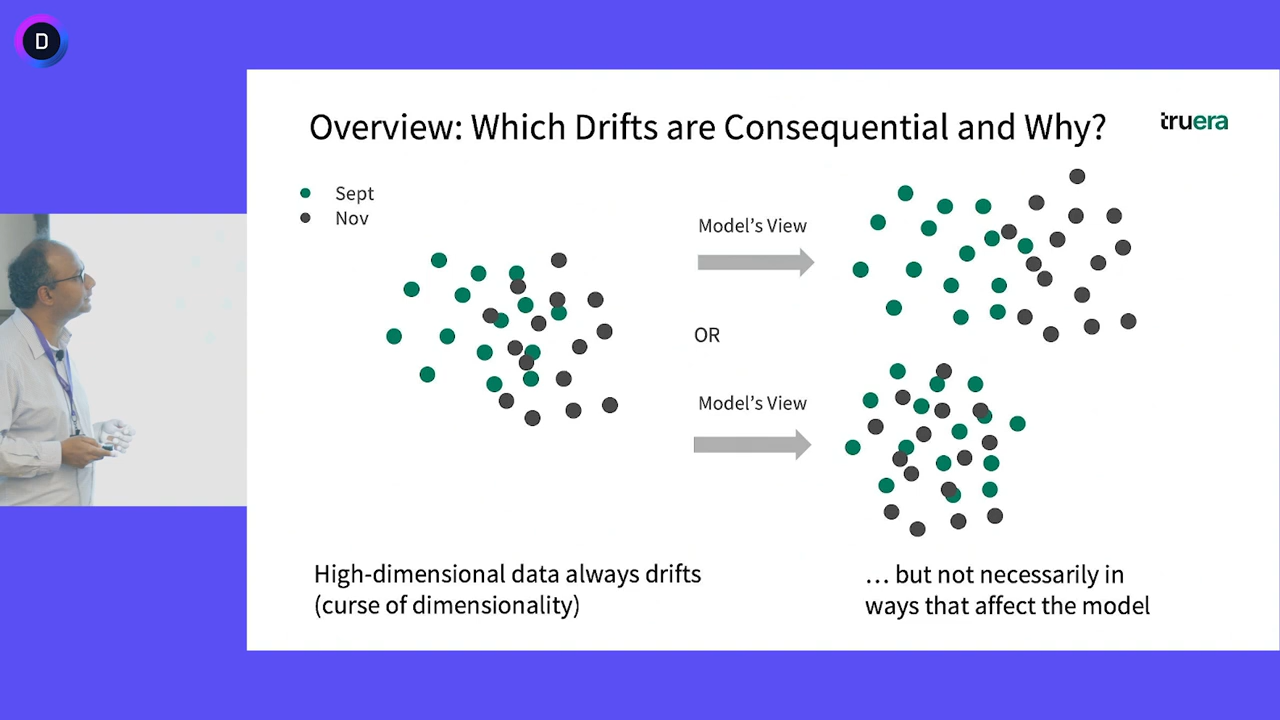 D
Overview: Which Drifts are Consequential and Why?
truera
Sept
Nov
Model's View
OR
Model's View
High-dimensional data always drifts
(curse of dimensionality)
… but not necessarily in
ways that affect the model